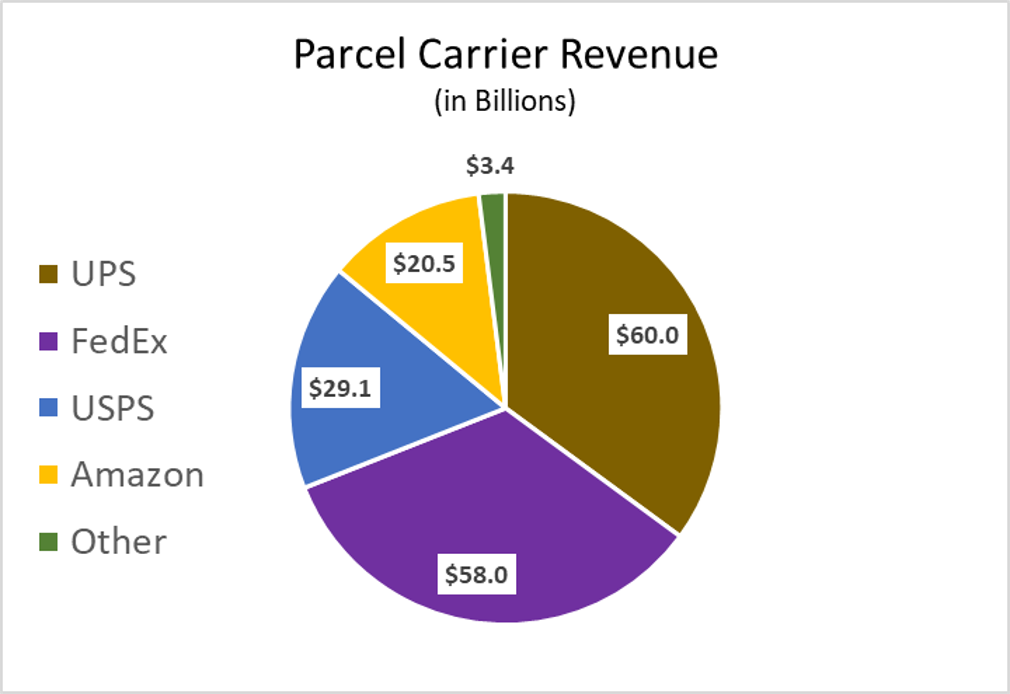 Parcel Carrier Revenue
(in Billions)
$3.4
$20.5
$60.0
$29.1
$58.0
UPS
FedEx
USPS
Amazon
Other